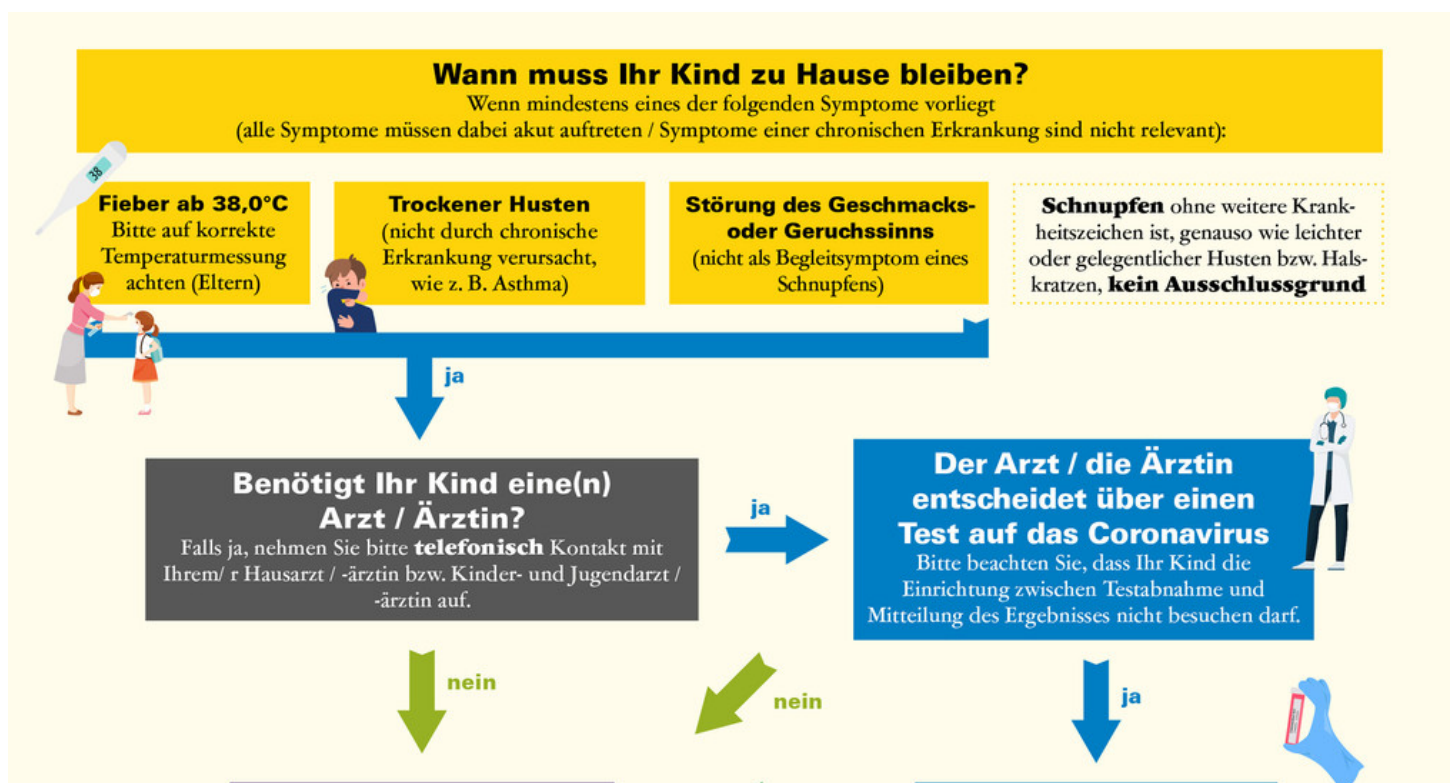 Wann muss Ihr Kind zu Hause bleiben?
Wenn mindestens eines der folgenden Symptome vorliegt
(alle Symptome müssen dabei akut auftreten / Symptome einer chronischen Erkrankung sind nicht relevant):
38
Fieber ab 38,0°C
Bitte auf korrekte
Temperaturmessung
achten (Eltern)
Trockener Husten
(nicht durch chronische
Erkrankung verursacht,
wie z. B. Asthma)
Störung des Geschmacks-
oder Geruchssinns
(nicht als Begleitsymptom eines
Schnupfens)
Schnupfen ohne weitere Krank-
heitszeichen ist, genauso wie leichter
oder gelegentlicher Husten bzw. Hals-
kratzen, kein Ausschlussgrund
ja
Benötigt Ihr Kind eine(n)
Arzt / Ärztin?
Falls ja, nehmen Sie bitte telefonisch Kontakt mit
Ihrem/ r Hausarzt / -ärztin bzw. Kinder- und Jugendarzt /
-ärztin auf.
ja
Der Arzt / die Ärztin
entscheidet über einen
Test auf das Coronavirus
Bitte beachten Sie, dass Ihr Kind die
Einrichtung zwischen Testabnahme und
Mitteilung des Ergebnisses nicht besuchen darf.
nein
nein
ja